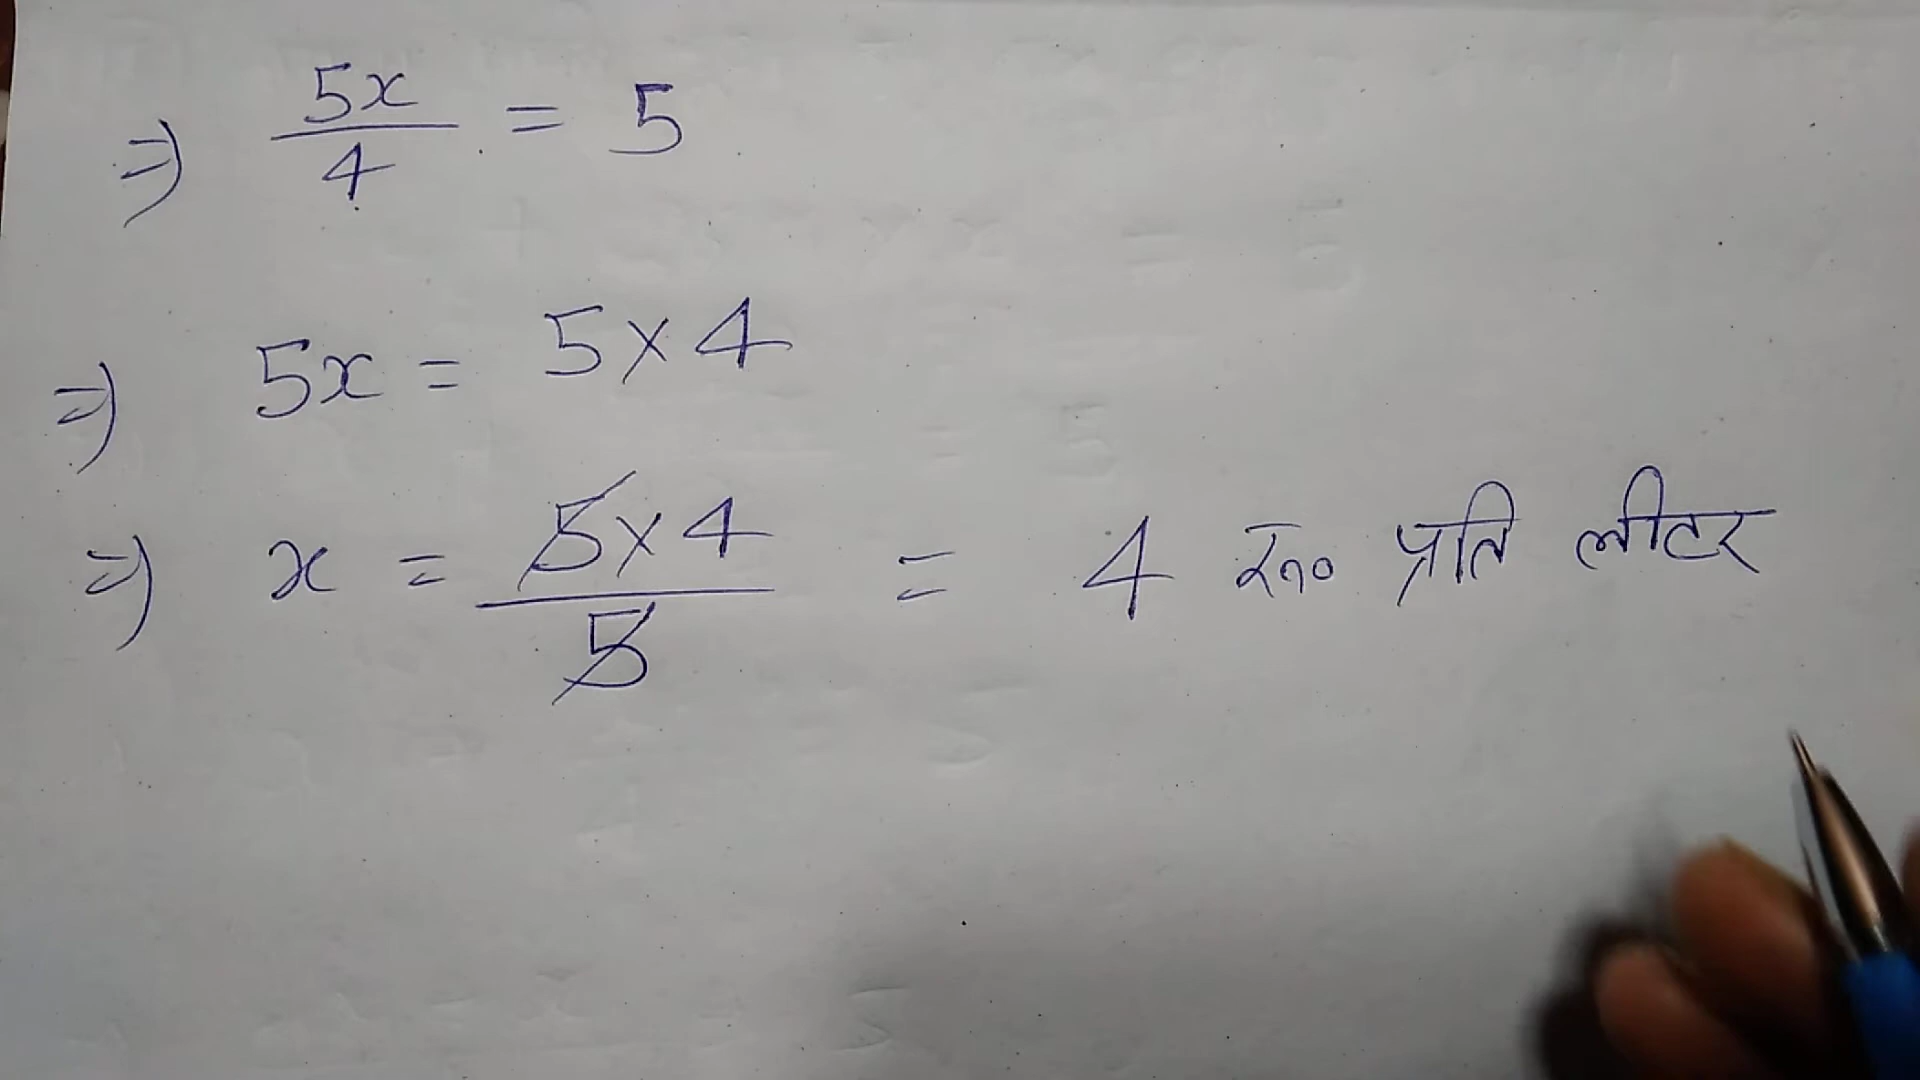 ⇒ 5x/4 = 5
⇒ 5x = 5×4
⇒ x = 5×4/5 = 4 रु० प्रति लीटर